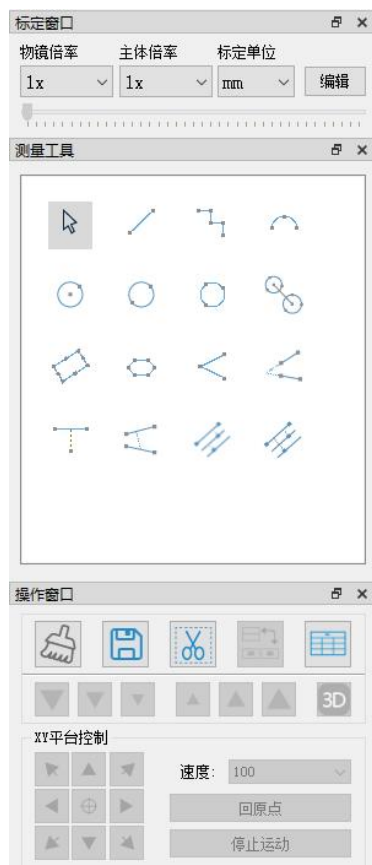 标定窗口
物镜倍率 主体倍率 标定单位
1x 1x mm 编辑
测量工具
操作窗口
3D
XY平台控制
速度: 100
回原点
停止运动